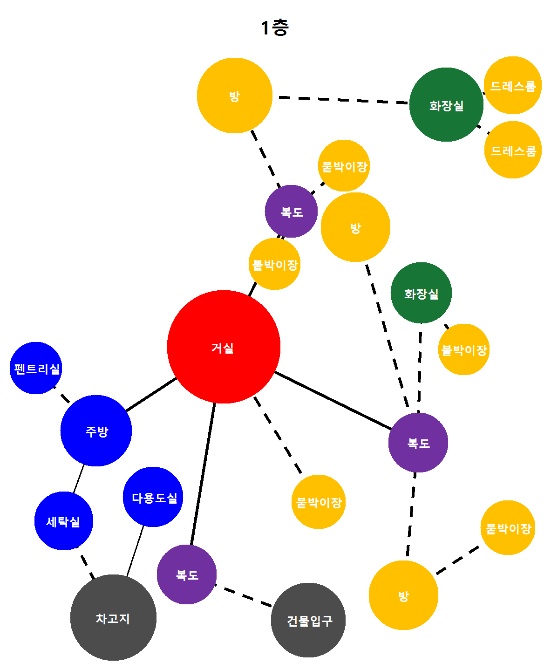 1층
방
화장실
드레스룸
드레스룸
붙박이장
복도
방
붙박이장
화장실
거실
붙박이장
펜트리실
주방
복도
다용도실
붙박이장
세탁실
붙박이장
복도
방
차고지
건물입구